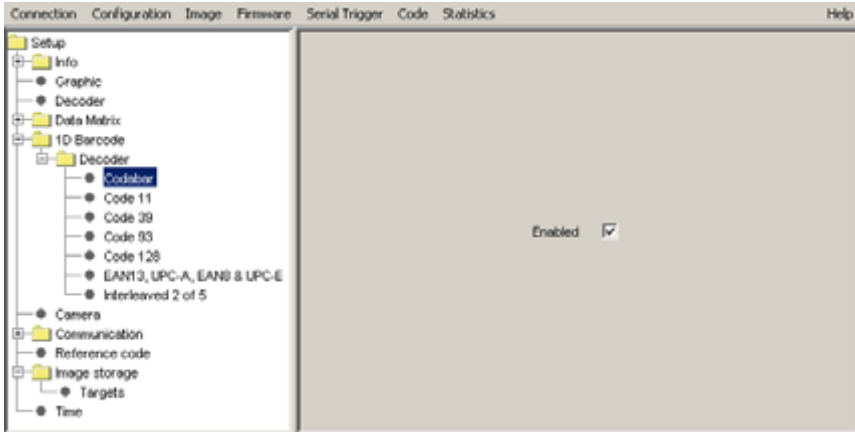 Connection Configuration Image Firmware Serial Trigger Code Statistics Help
Setup
Info
Graphic
Decoder
Data Matrix
1D Barcode
Decoder
Codabar
Code 11
Code 39
Code 93
Code 128
EAN13, UPC-A, EAN8 & UPC-E
Interleaved 2 of 5
Camera
Communication
Reference code
Image storage
Targets
Time
Enabled